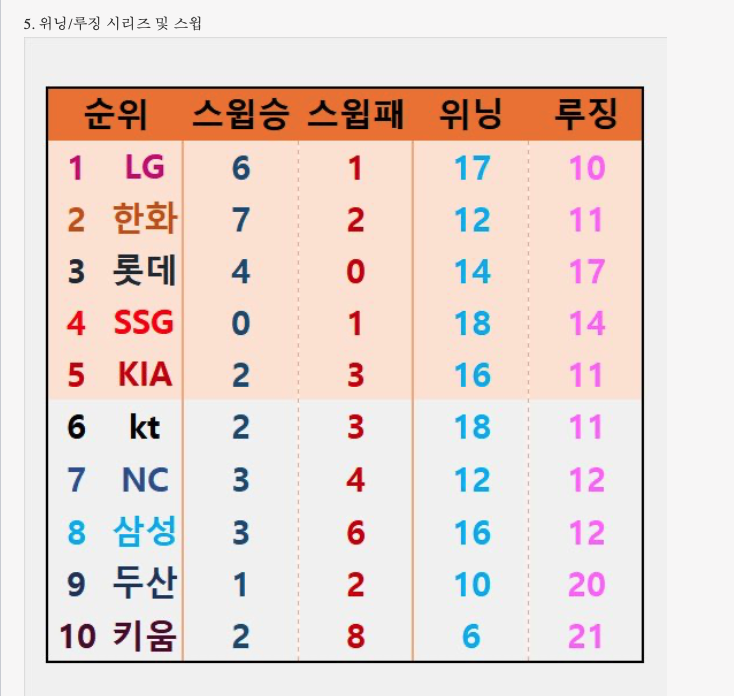 5. 위닝/루징 시리즈 및 스윕
순위 스윕승 스윕패 위닝 루징
1 LG 6 1 17 10
2 한화 7 2 12 11
3 롯데 4 0 14 17
4 SSG 0 1 18 14
5 KIA 2 3 16 11
6 kt 2 3 18 11
7 NC 3 4 12 12
8 삼성 3 6 16 12
9 두산 1 2 10 20
10 키움 2 8 6 21